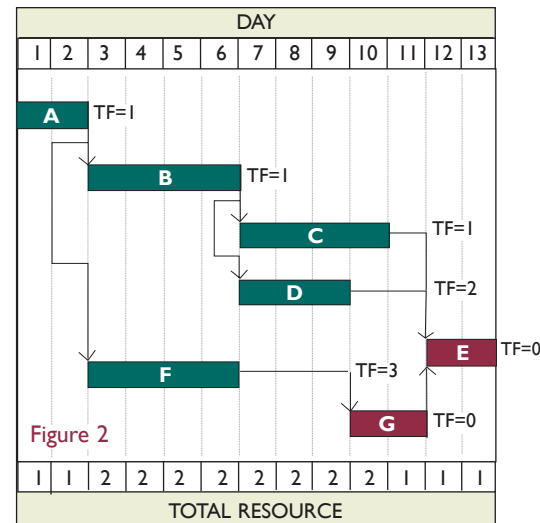 DAY
1 2 3 4 5 6 7 8 9 10 11 12 13
A TF=1
B TF=1
C TF=1
D TF=2
E TF=0
F TF=3
G TF=0
Figure 2
1 1 2 2 2 2 2 2 2 2 1 1 1
TOTAL RESOURCE